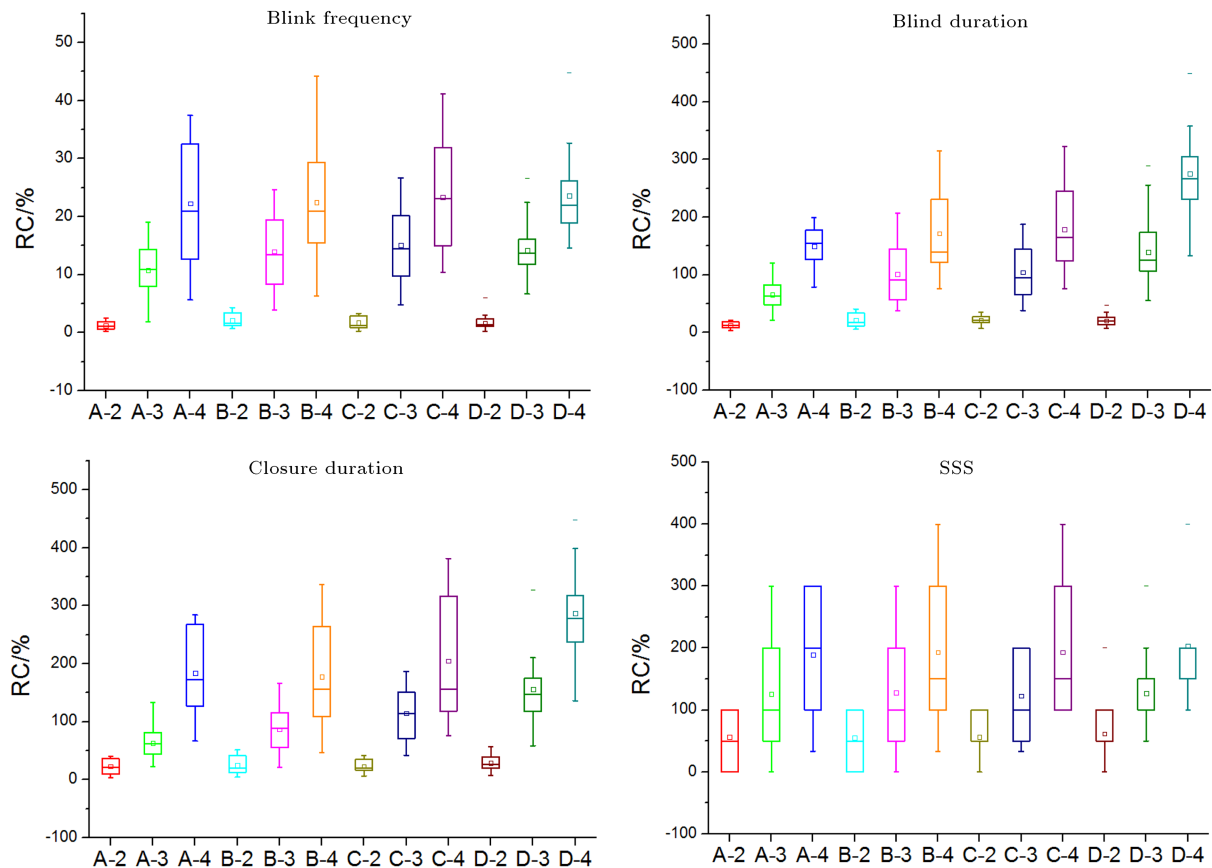 Blink frequency
RC/%
50
40
30
20
10
0
-10
A-2 A-3 A-4 B-2 B-3 B-4 C-2 C-3 C-4 D-2 D-3 D-4
Blind duration
RC/%
500
400
300
200
100
0
-100
A-2 A-3 A-4 B-2 B-3 B-4 C-2 C-3 C-4 D-2 D-3 D-4
Closure duration
RC/%
500
400
300
200
100
0
-100
A-2 A-3 A-4 B-2 B-3 B-4 C-2 C-3 C-4 D-2 D-3 D-4
SSS
RC/%
500
400
300
200
100
0
-100
A-2 A-3 A-4 B-2 B-3 B-4 C-2 C-3 C-4 D-2 D-3 D-4